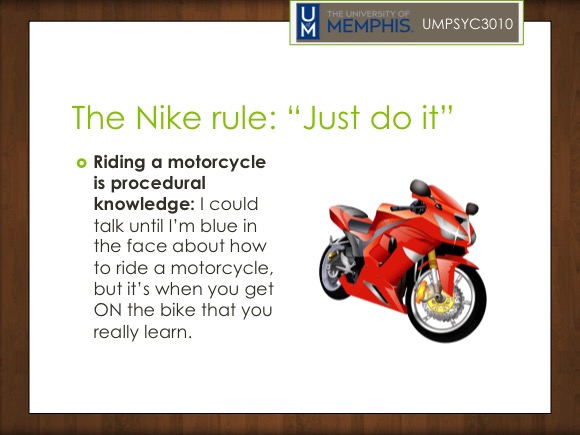 UM
THE UNIVERSITY OF
MEMPHIS.
UMPSYC3010
The Nike rule: “Just do it”
Riding a motorcycle
is procedural
knowledge: I could
talk until I’m blue in
the face about how
to ride a motorcycle,
but it’s when you get
ON the bike that you
really learn.